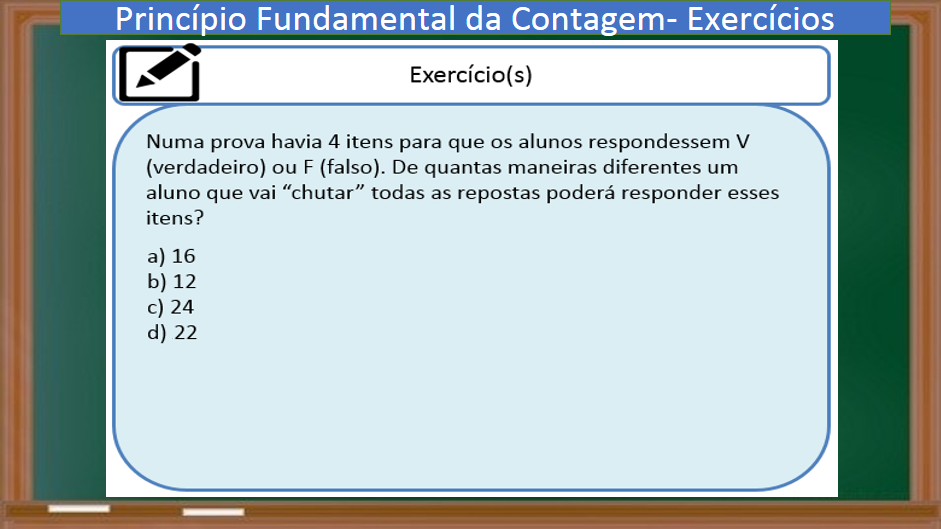 Princípio Fundamental da Contagem- Exercícios
Exercício(s)
Numa prova havia 4 itens para que os alunos respondessem V
(verdadeiro) ou F (falso). De quantas maneiras diferentes um
aluno que vai “chutar” todas as repostas poderá responder esses
itens?
a) 16
b) 12
c) 24
d) 22